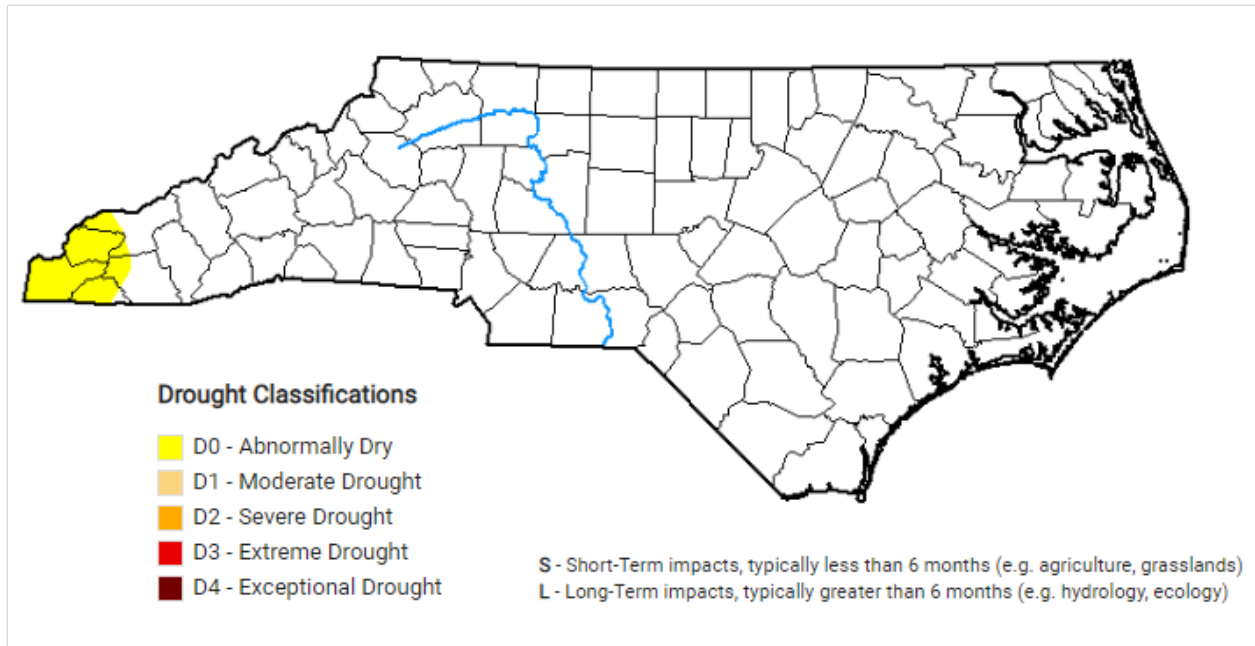 Drought Classifications
D0 - Abnormally Dry
D1 - Moderate Drought
D2 - Severe Drought
D3 - Extreme Drought
D4 - Exceptional Drought
S - Short-Term impacts, typically less than 6 months (e.g. agriculture, grasslands)
L - Long-Term impacts, typically greater than 6 months (e.g. hydrology, ecology)